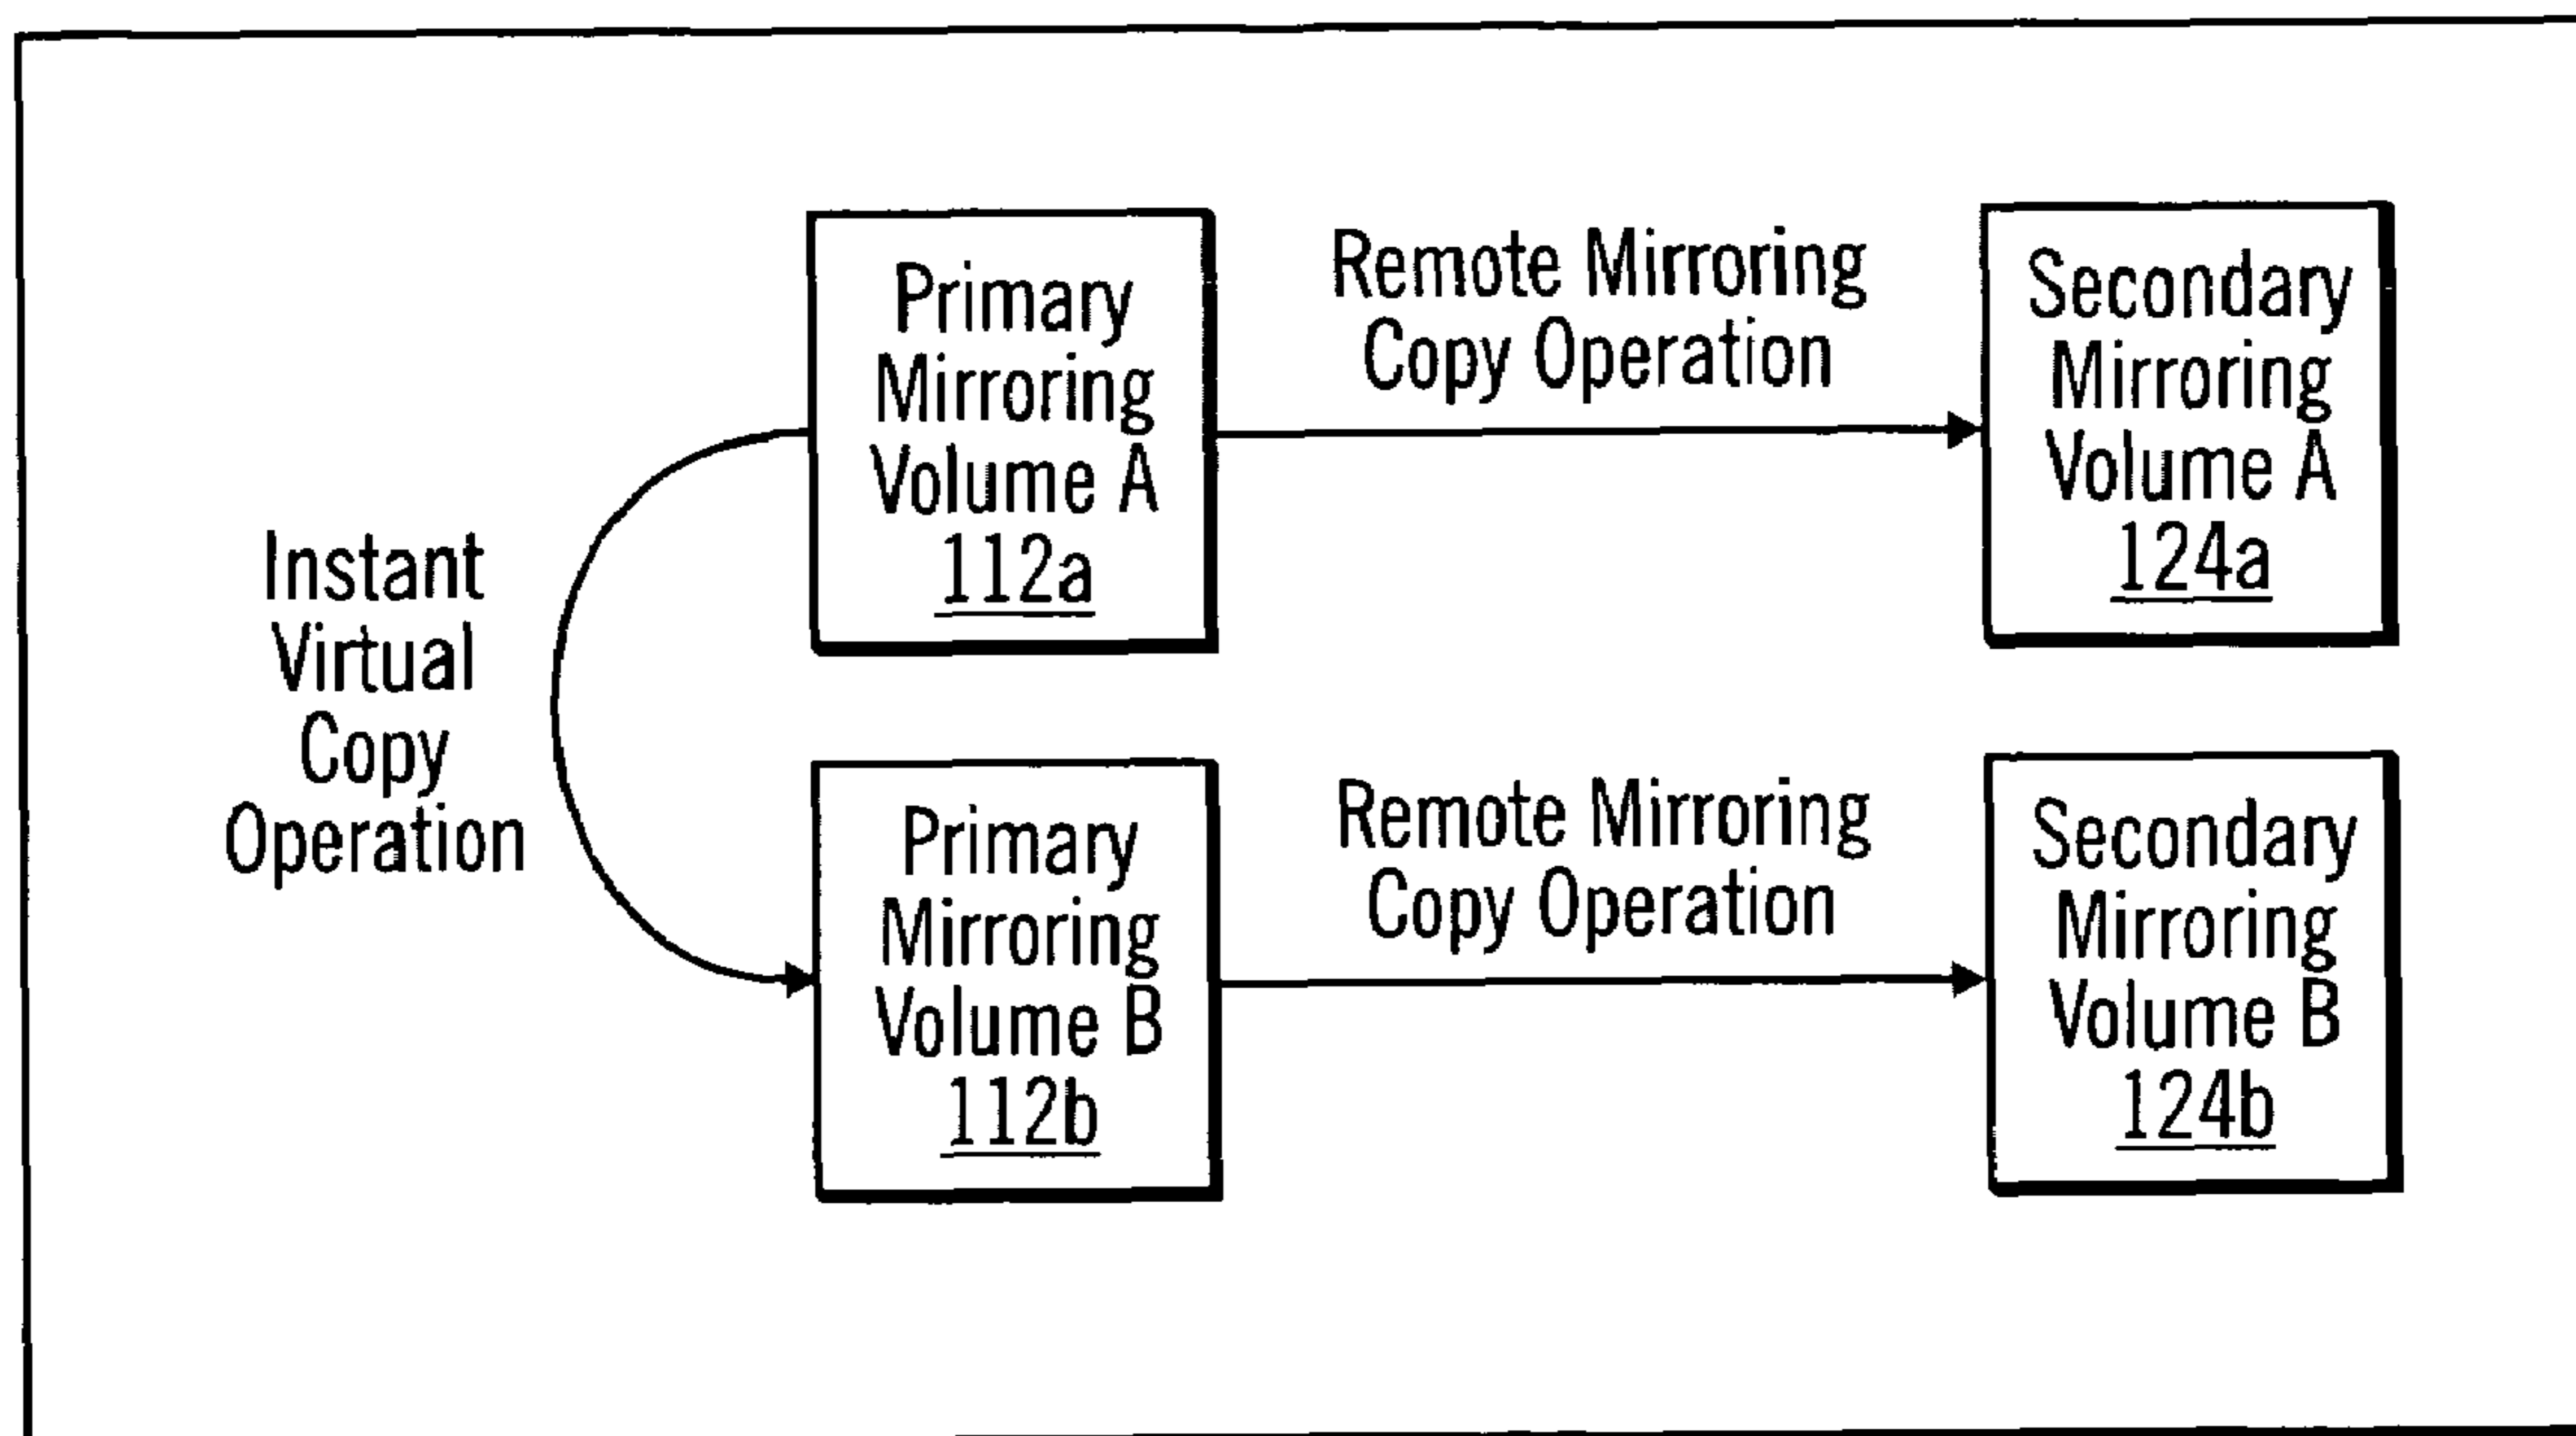 Primary
Mirroring
Volume A
112a
Remote Mirroring
Copy Operation
Secondary
Mirroring
Volume A
124a
Instant
Virtual
Copy
Operation
Primary
Mirroring
Volume B
112b
Remote Mirroring
Copy Operation
Secondary
Mirroring
Volume B
124b